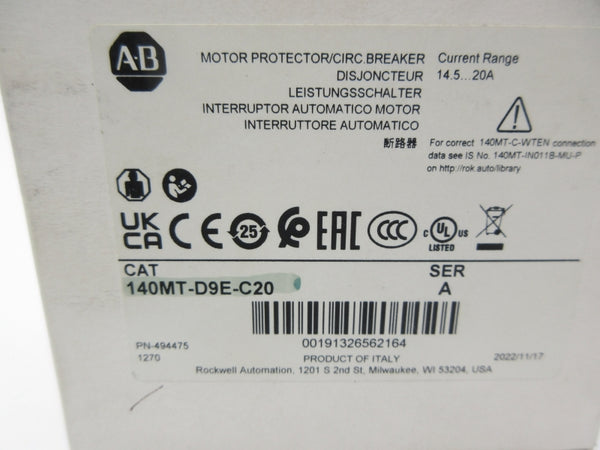 A-B
MOTOR PROTECTOR/CIRC.BREAKER
DISJONCTEUR
LEISTUNGSSCHALTER
INTERRUPTOR AUTOMATICO MOTOR
INTERRUTTORE AUTOMATICO
断路器
Current Range
14.5...20A
For correct 140MT-C-WTEN connection
data see IS No. 140MT-IN011B-MU-P
on http://rok.auto/library
UK
CA CE 25 EAC CCC c UL us
LISTED
CAT SER
140MT-D9E-C20 A
00191326562164
PN-494475
1270
PRODUCT OF ITALY
2022/11/17
Rockwell Automation, 1201 S 2nd St, Milwaukee, WI 53204, USA